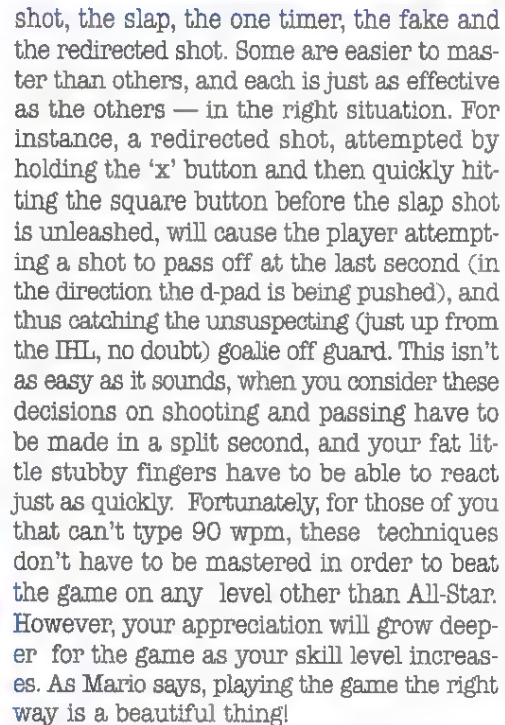 shot, the slap, the one timer, the fake and
the redirected shot. Some are easier to mas-
ter than others, and each is just as effective
as the others — in the right situation. For
instance, a redirected shot, attempted by
holding the ‘x’ button and then quickly hit-
ting the square button before the slap shot
is unleashed, will cause the player attempt-
ing a shot to pass off at the last second (in
the direction the d-pad is being pushed), and
thus catching the unsuspecting (just up from
the IHL, no doubt) goalie off guard. This isn’t
as easy as it sounds, when you consider these
decisions on shooting and passing have to
be made in a split second, and your fat lit-
tle stubby fingers have to be able to react
just as quickly. Fortunately, for those of you
that can’t type 90 wpm, these techniques
don’t have to be mastered in order to beat
the game on any level other than All-Star.
However, your appreciation will grow deep-
er for the game as your skill level increas-
es. As Mario says, playing the game the right
way is a beautiful thing!